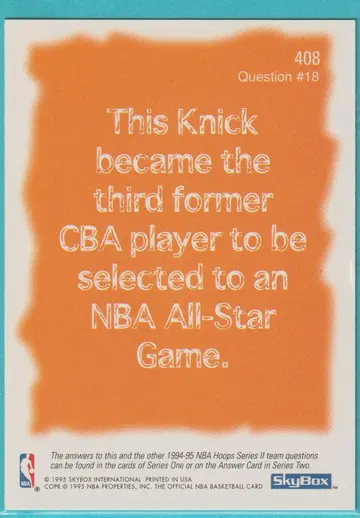 408
Question #18
This Knick
became the
third former
CBA player to be
selected to an
NBA All-Star
Game.
The answers to this and the other 1994-95 NBA Hoops Series II team questions
can be found in the cards of Series One or on the Answer Card in Series Two.
NBA ®
© 1995 SKYBOX INTERNATIONAL PRINTED IN USA
COPR © 1995 NBA PROPERTIES, INC. THE OFFICIAL NBA BASKETBALL CARD
SkyBox™